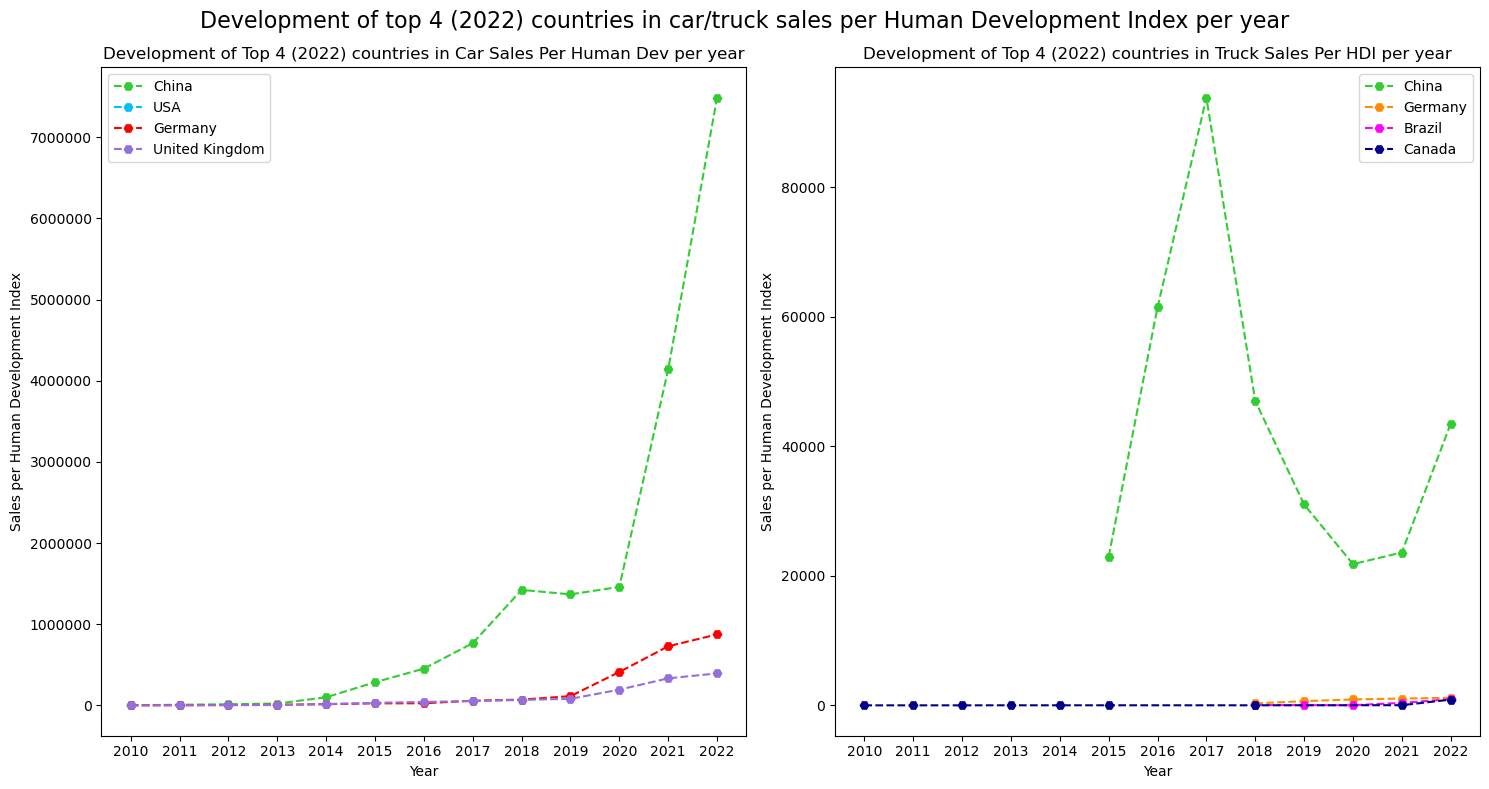 Development of top 4 (2022) countries in car/truck sales per Human Development Index per year
Development of Top 4 (2022) countries in Car Sales Per Human Dev per year
China
USA
Germany
United Kingdom
Sales per Human Development Index
7000000
6000000
5000000
4000000
3000000
2000000
1000000
0
2010 2011 2012 2013 2014 2015 2016 2017 2018 2019 2020 2021 2022
Year
Development of Top 4 (2022) countries in Truck Sales Per HDI per year
China
Germany
Brazil
Canada
Sales per Human Development Index
80000
60000
40000
20000
0
2010 2011 2012 2013 2014 2015 2016 2017 2018 2019 2020 2021 2022
Year